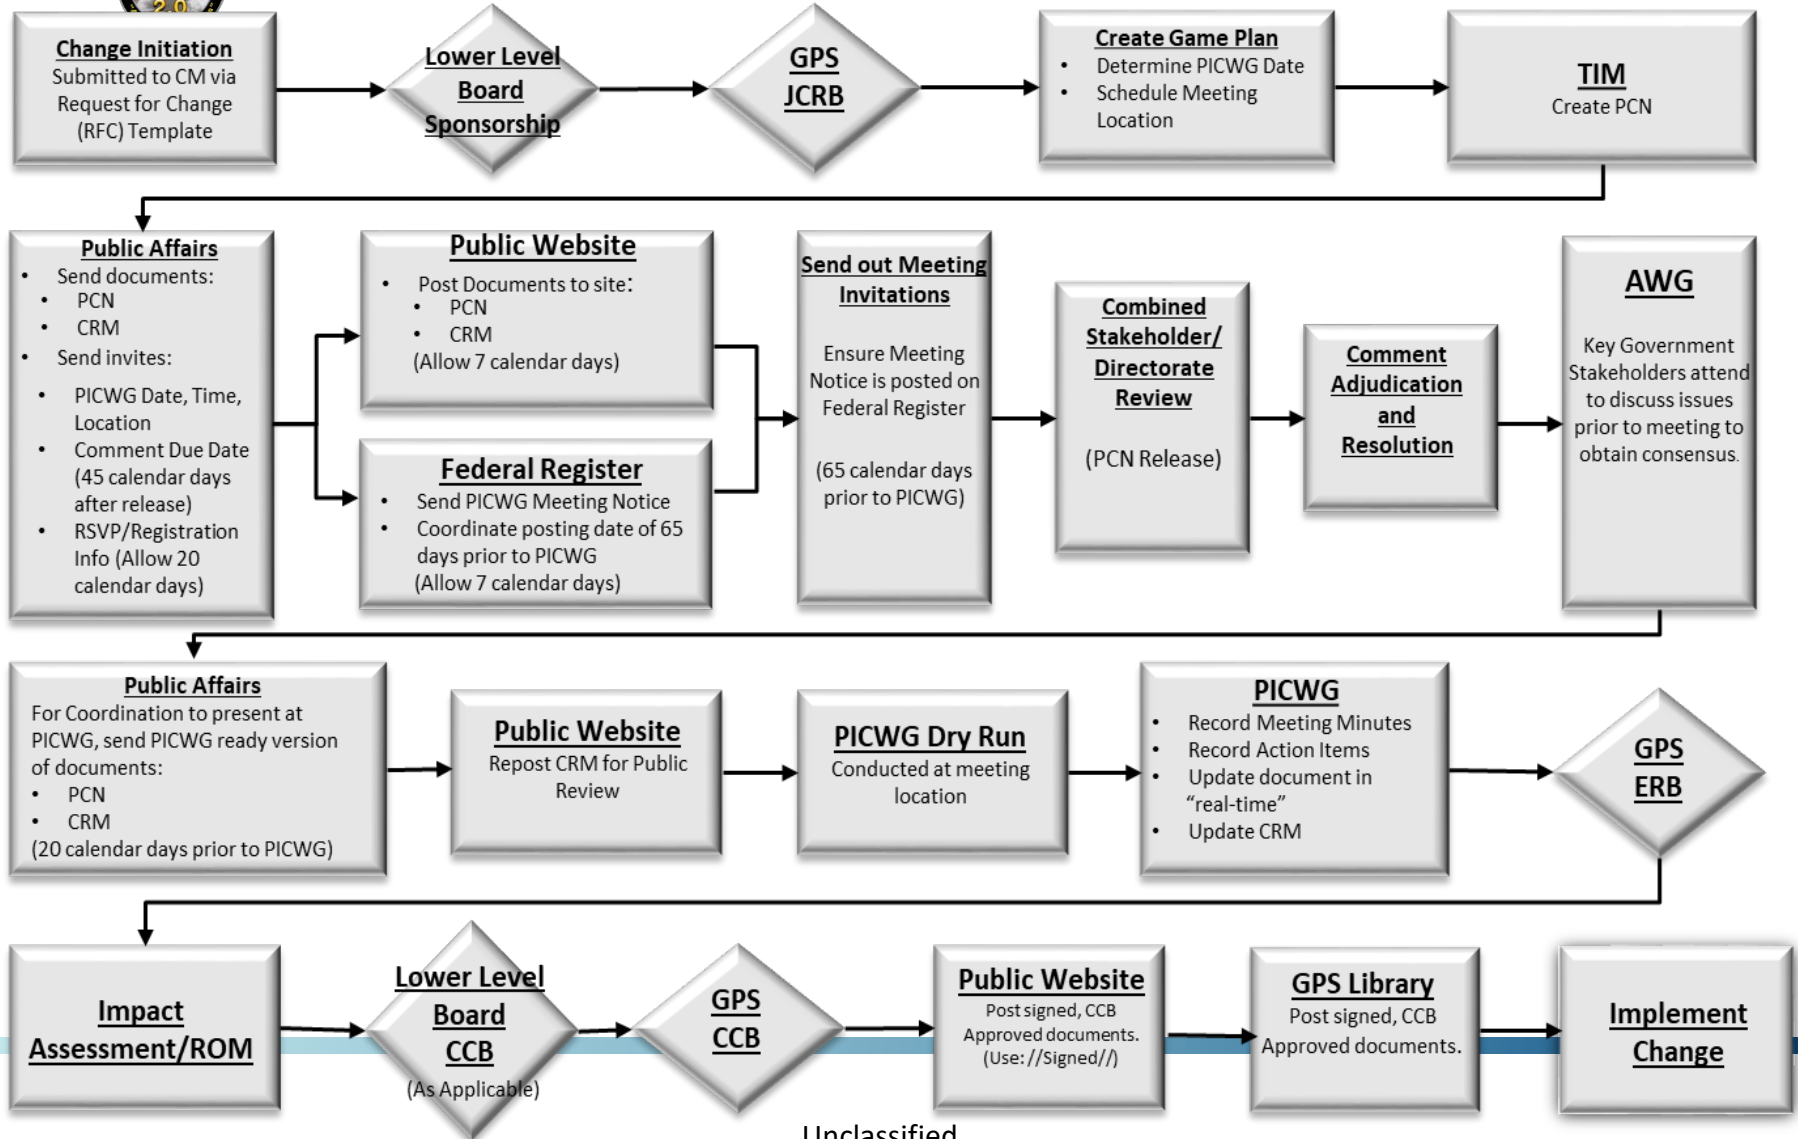 2.0
Change Initiation
Submitted to CM via
Request for Change
(RFC) Template
Lower Level
Board
Sponsorship
GPS
JCRB
Create Game Plan
• Determine PICWG Date
• Schedule Meeting
Location
TIM
Create PCN
Public Affairs
• Send documents:
• PCN
• CRM
• Send invites:
• PICWG Date, Time,
Location
• Comment Due Date
(45 calendar days
after release)
• RSVP/Registration
Info (Allow 20
calendar days)
Public Website
• Post Documents to site:
• PCN
• CRM
(Allow 7 calendar days)
Federal Register
• Send PICWG Meeting Notice
• Coordinate posting date of 65
days prior to PICWG
(Allow 7 calendar days)
Send out Meeting
Invitations
Ensure Meeting
Notice is posted on
Federal Register
(65 calendar days
prior to PICWG)
Combined
Stakeholder/
Directorate
Review
(PCN Release)
Comment
Adjudication
and
Resolution
AWG
Key Government
Stakeholders attend
to discuss issues
prior to meeting to
obtain consensus.
Public Affairs
For Coordination to present at
PICWG, send PICWG ready version
of documents:
• PCN
• CRM
(20 calendar days prior to PICWG)
Public Website
Repost CRM for Public
Review
PICWG Dry Run
Conducted at meeting
location
PICWG
• Record Meeting Minutes
• Record Action Items
• Update document in
“real-time”
• Update CRM
GPS
ERB
Impact
Assessment/ROM
Lower Level
Board
CCB
(As Applicable)
GPS
CCB
Public Website
Post signed, CCB
Approved documents.
(Use: //Signed//)
GPS Library
Post signed, CCB
Approved documents.
Implement
Change
Unclassified